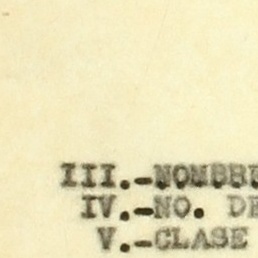 III.-NOMBRE
IV.-NO. DE
V.-CLASE